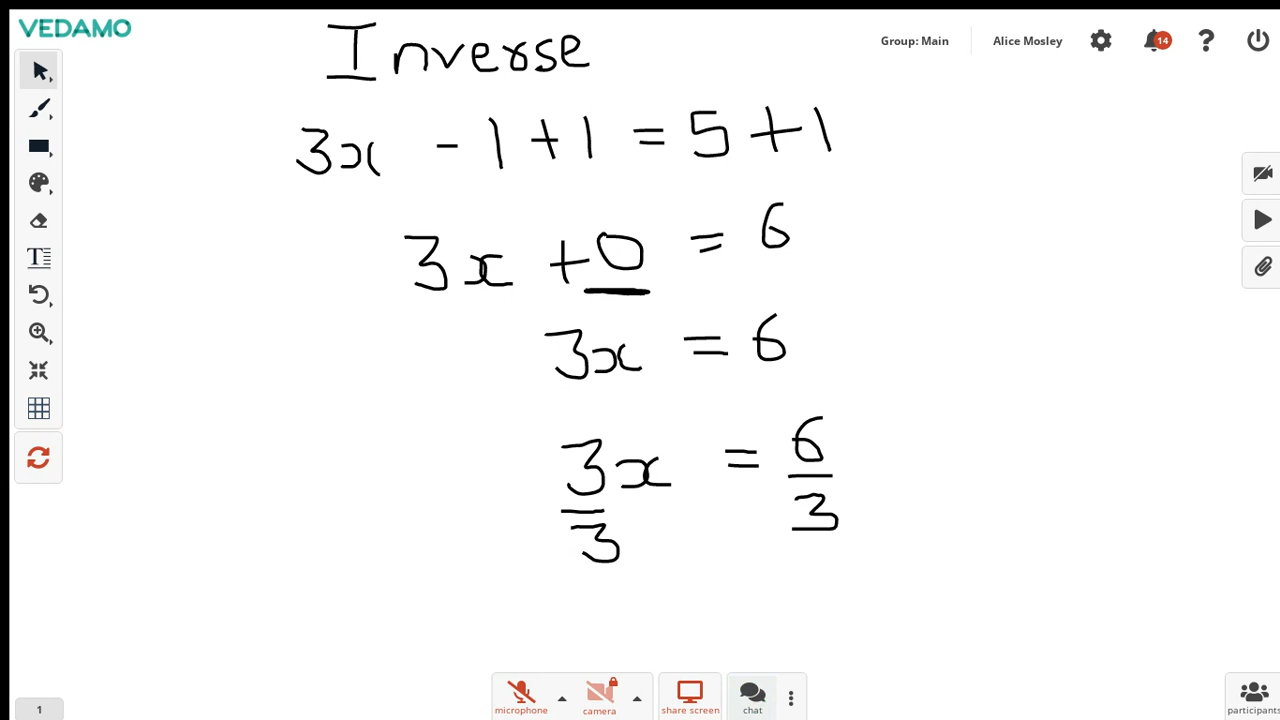 VEDAMO
Group: Main
Alice Mosley
14
Inverse
3x - 1 + 1 = 5 + 1
3x + 0 = 6
3x = 6
3x = 6
3 3
1
microphone
camera
share screen
chat
participants